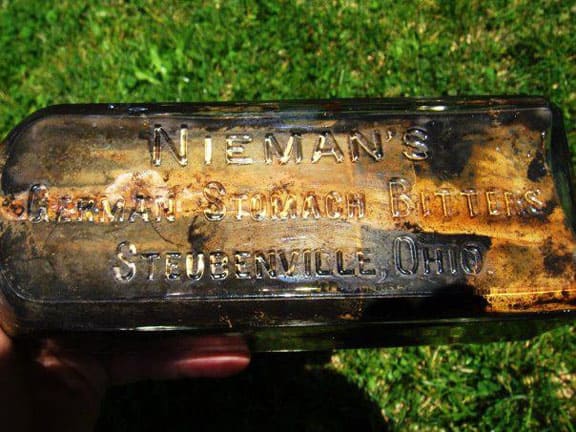 NIEMAN'S
GERMAN STOMACH BITTERS
STEUBENVILLE, OHIO.